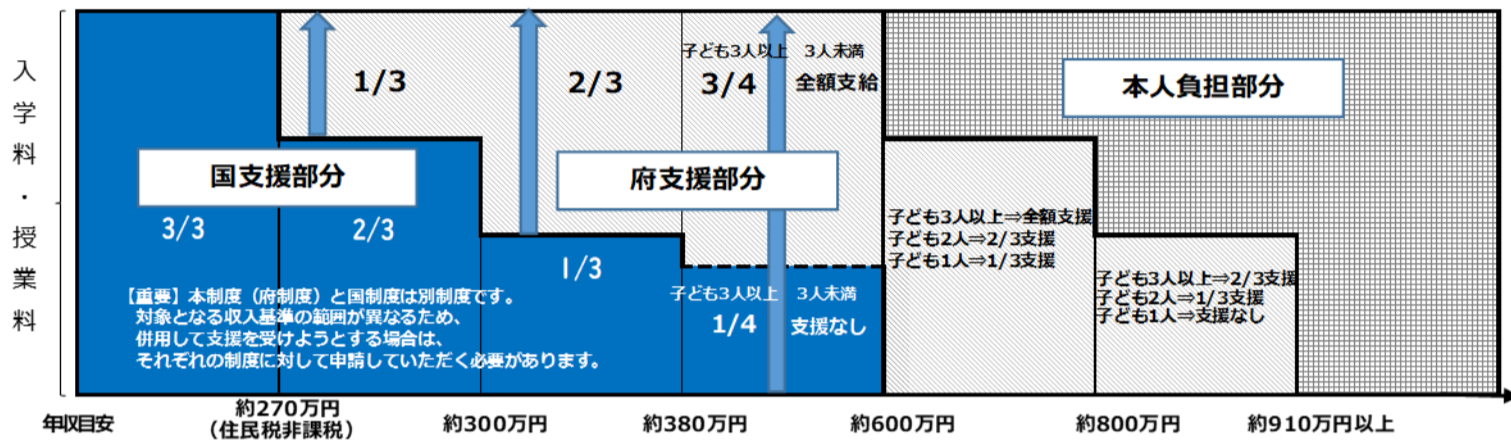 入学料・授業料
1/3
2/3
子ども3人以上 3人未満
3/4 全額支給
本人負担部分
国支援部分
府支援部分
3/3
2/3
1/3
子ども3人以上⇒全額支援
子ども2人⇒2/3支援
子ども1人⇒1/3支援
子ども3人以上⇒2/3支援
子ども2人⇒1/3支援
子ども1人⇒支援なし
【重要】本制度（府制度）と国制度は別制度です。
対象となる収入基準の範囲が異なるため、
併用して支援を受けようとする場合は、
それぞれの制度に対して申請していただく必要があります。
子ども3人以上 3人未満
1/4 支援なし
年収目安
約270万円
（住民税非課税）
約300万円
約380万円
約600万円
約800万円
約910万円以上